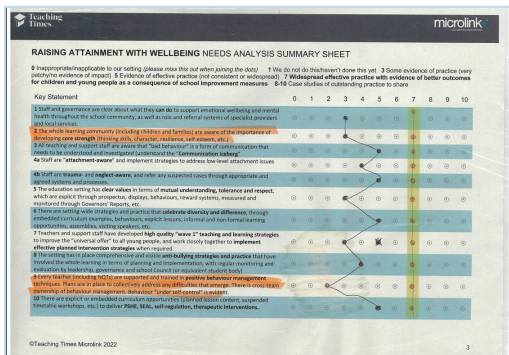 Teaching
Times
microlink
RAISING ATTAINMENT WITH WELLBEING NEEDS ANALYSIS SUMMARY SHEET
0 Inappropriate/inapplicable to our setting (please miss this out when joining the dots) 1 We do not do this/haven't done this yet 3 Some evidence of practice (very
patchy/no evidence of impact) 5 Evidence of effective practice (not consistent or widespread) 7 Widespread effective practice with evidence of better outcomes
for children and young people as a consequence of school improvement measures 8-10 Case studies of outstanding practice to share
Key Statement 0 1 2 3 4 5 6 7 8 9 10
1 Staff and governance are clear about what they can do to support emotional wellbeing and mental
health throughout the school community, as well as role and referral systems of specialist providers
and local services.
2 The whole learning community (including children and families) are aware of the importance of
developing core strength (thinking skills, character, resilience, self-esteem, etc.)
3 All teaching and support staff are aware that "bad behaviour" is a form of communication that
needs to be understood and investigated (understand the "Communication Iceberg"
4a Staff are "attachment-aware" and implement strategies to address low-level attachment issues
4b Staff are trauma- and neglect-aware, and refer any suspected cases through appropriate and
agreed systems and processes.
5 The education setting has clear values in terms of mutual understanding, tolerance and respect,
which are explicit through prospectus, displays, behaviours, reward systems, measured and
monitored through Governors' Reports, etc.
6 There are setting wide strategies and practice that celebrate diversity and difference, through
embedded curriculum examples, behaviours, explicit lessons, informal and non-formal learning
opportunities, assemblies, visiting speakers, etc.
7 Teachers and support staff have developed high quality "wave 1" teaching and learning strategies
to improve the "universal offer" to all young people, and work closely together to implement
effective planned intervention strategies when required.
8 The setting has in place comprehensive and visible anti-bullying strategies and practice that have
involved the whole learning in terms of planning and implementation, with regular monitoring and
evaluation by leadership, governance and school Council (or equivalent student body)
9 Every teacher (including NQTs) is supported and trained in positive behaviour management
techniques. Plans are in place to collectively address any difficulties that emerge. There is cross-team
ownership of behaviour management. Behaviour "under self-control" is evident.
10 There are explicit or embedded curriculum opportunities (planned lesson content, suspended
timetable workshops, etc.) to deliver PSHE, SEAL, self-regulation, therapeutic interventions.
©Teaching Times Microlink 2022
3